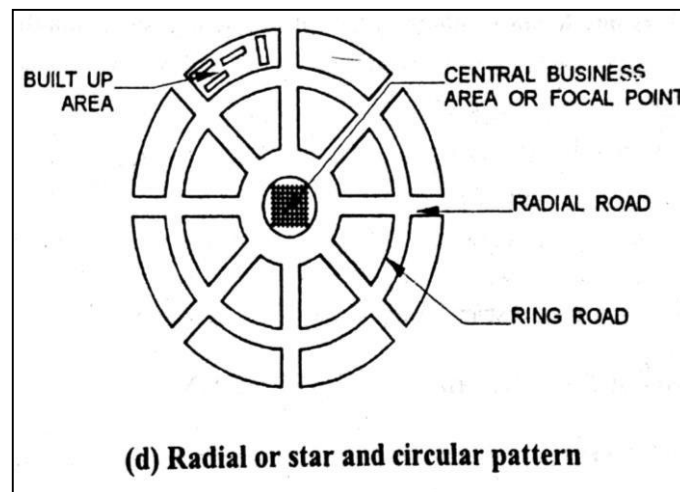 BUILT UP
AREA
CENTRAL BUSINESS
AREA OR FOCAL POINT
RADIAL ROAD
RING ROAD
(d) Radial or star and circular pattern